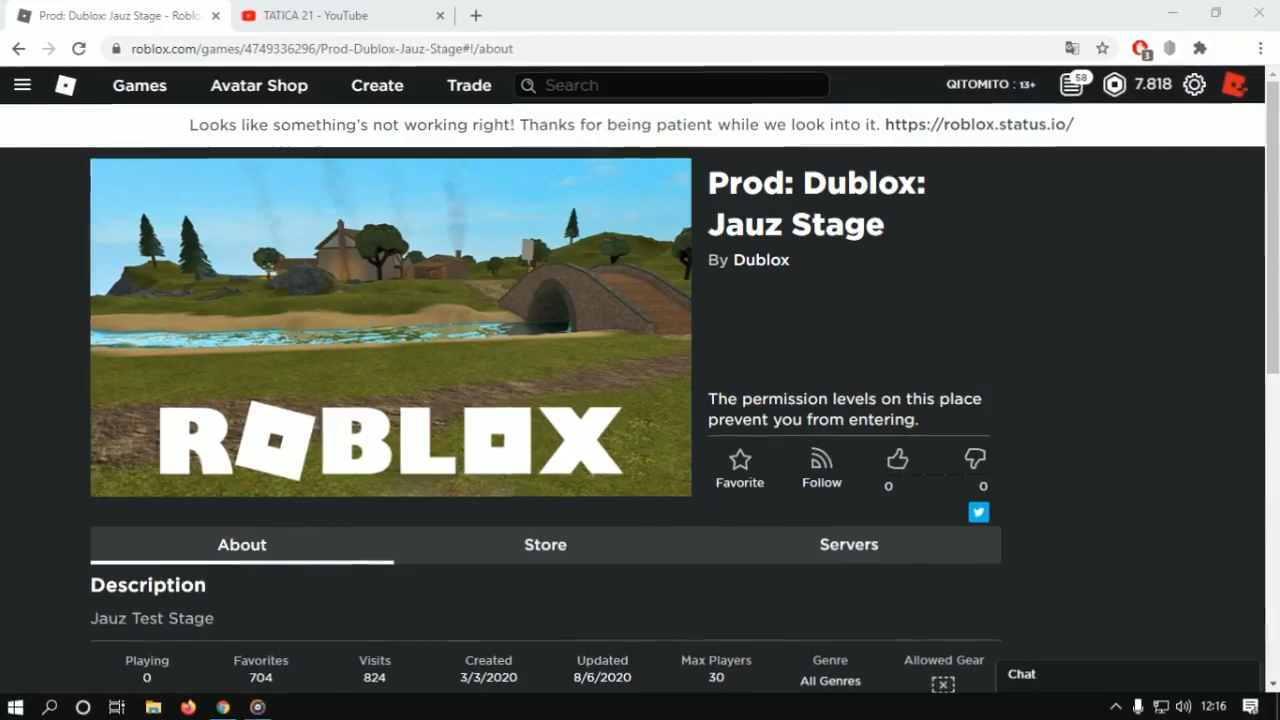 Prod: Dublox: Jauz Stage - Roblo
TATICA 21 - YouTube
roblox.com/games/4749336296/Prod-Dublox-Jauz-Stage#!/about
3
Games
Avatar Shop
Create
Trade
Search
QITOMITO : 13+
58
7.818
Looks like something's not working right! Thanks for being patient while we look into it. https://roblox.status.io/
ROBLOX
Prod: Dublox:
Jauz Stage
By Dublox
The permission levels on this place
prevent you from entering.
Favorite
Follow
0
0
About
Store
Servers
Description
Jauz Test Stage
Playing
Favorites
Visits
Created
Updated
Max Players
Genre
Allowed Gear
0
704
824
3/3/2020
8/6/2020
30
All Genres
Chat
12:16